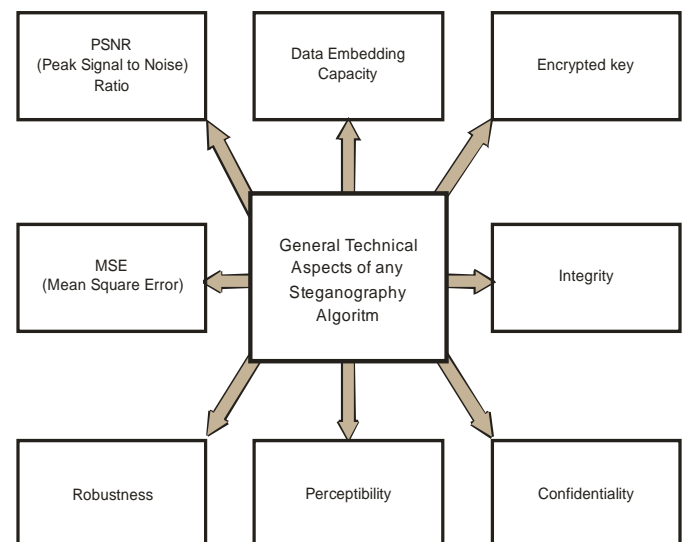 PSNR
(Peak Signal to Noise)
Ratio
Data Embedding
Capacity
Encrypted key
MSE
(Mean Square Error)
General Technical
Aspects of any
Steganography
Algoritm
Integrity
Robustness
Perceptibility
Confidentiality